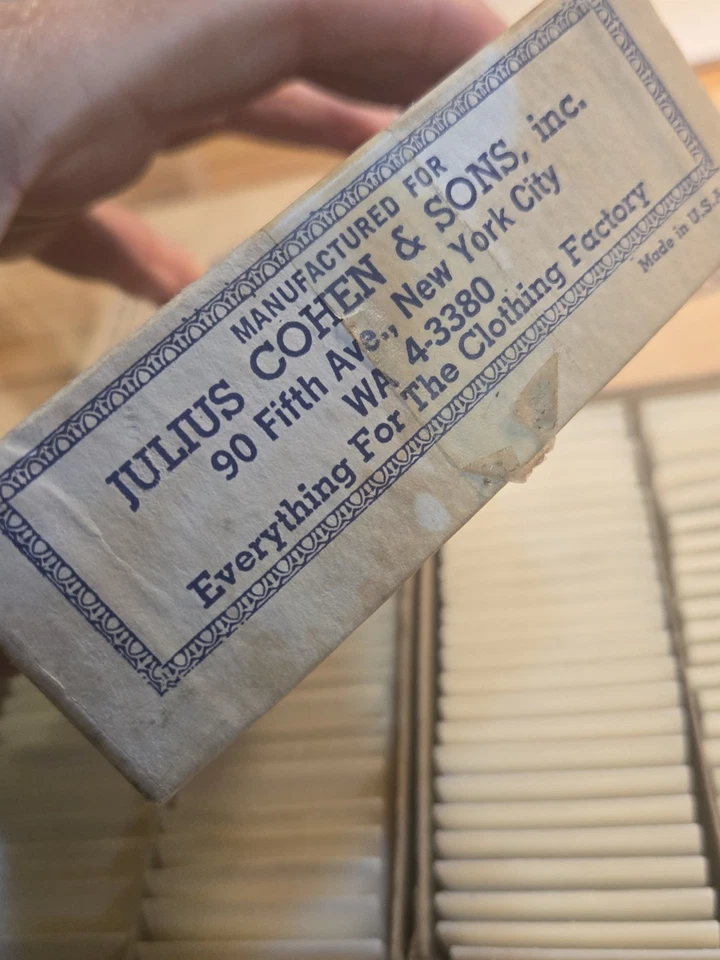 MANUFACTURED FOR
JULIUS COHEN & SONS, inc.
90 Fifth Ave., New York City
WA 4-3380
Everything For The Clothing Factory
Made in U.S.A